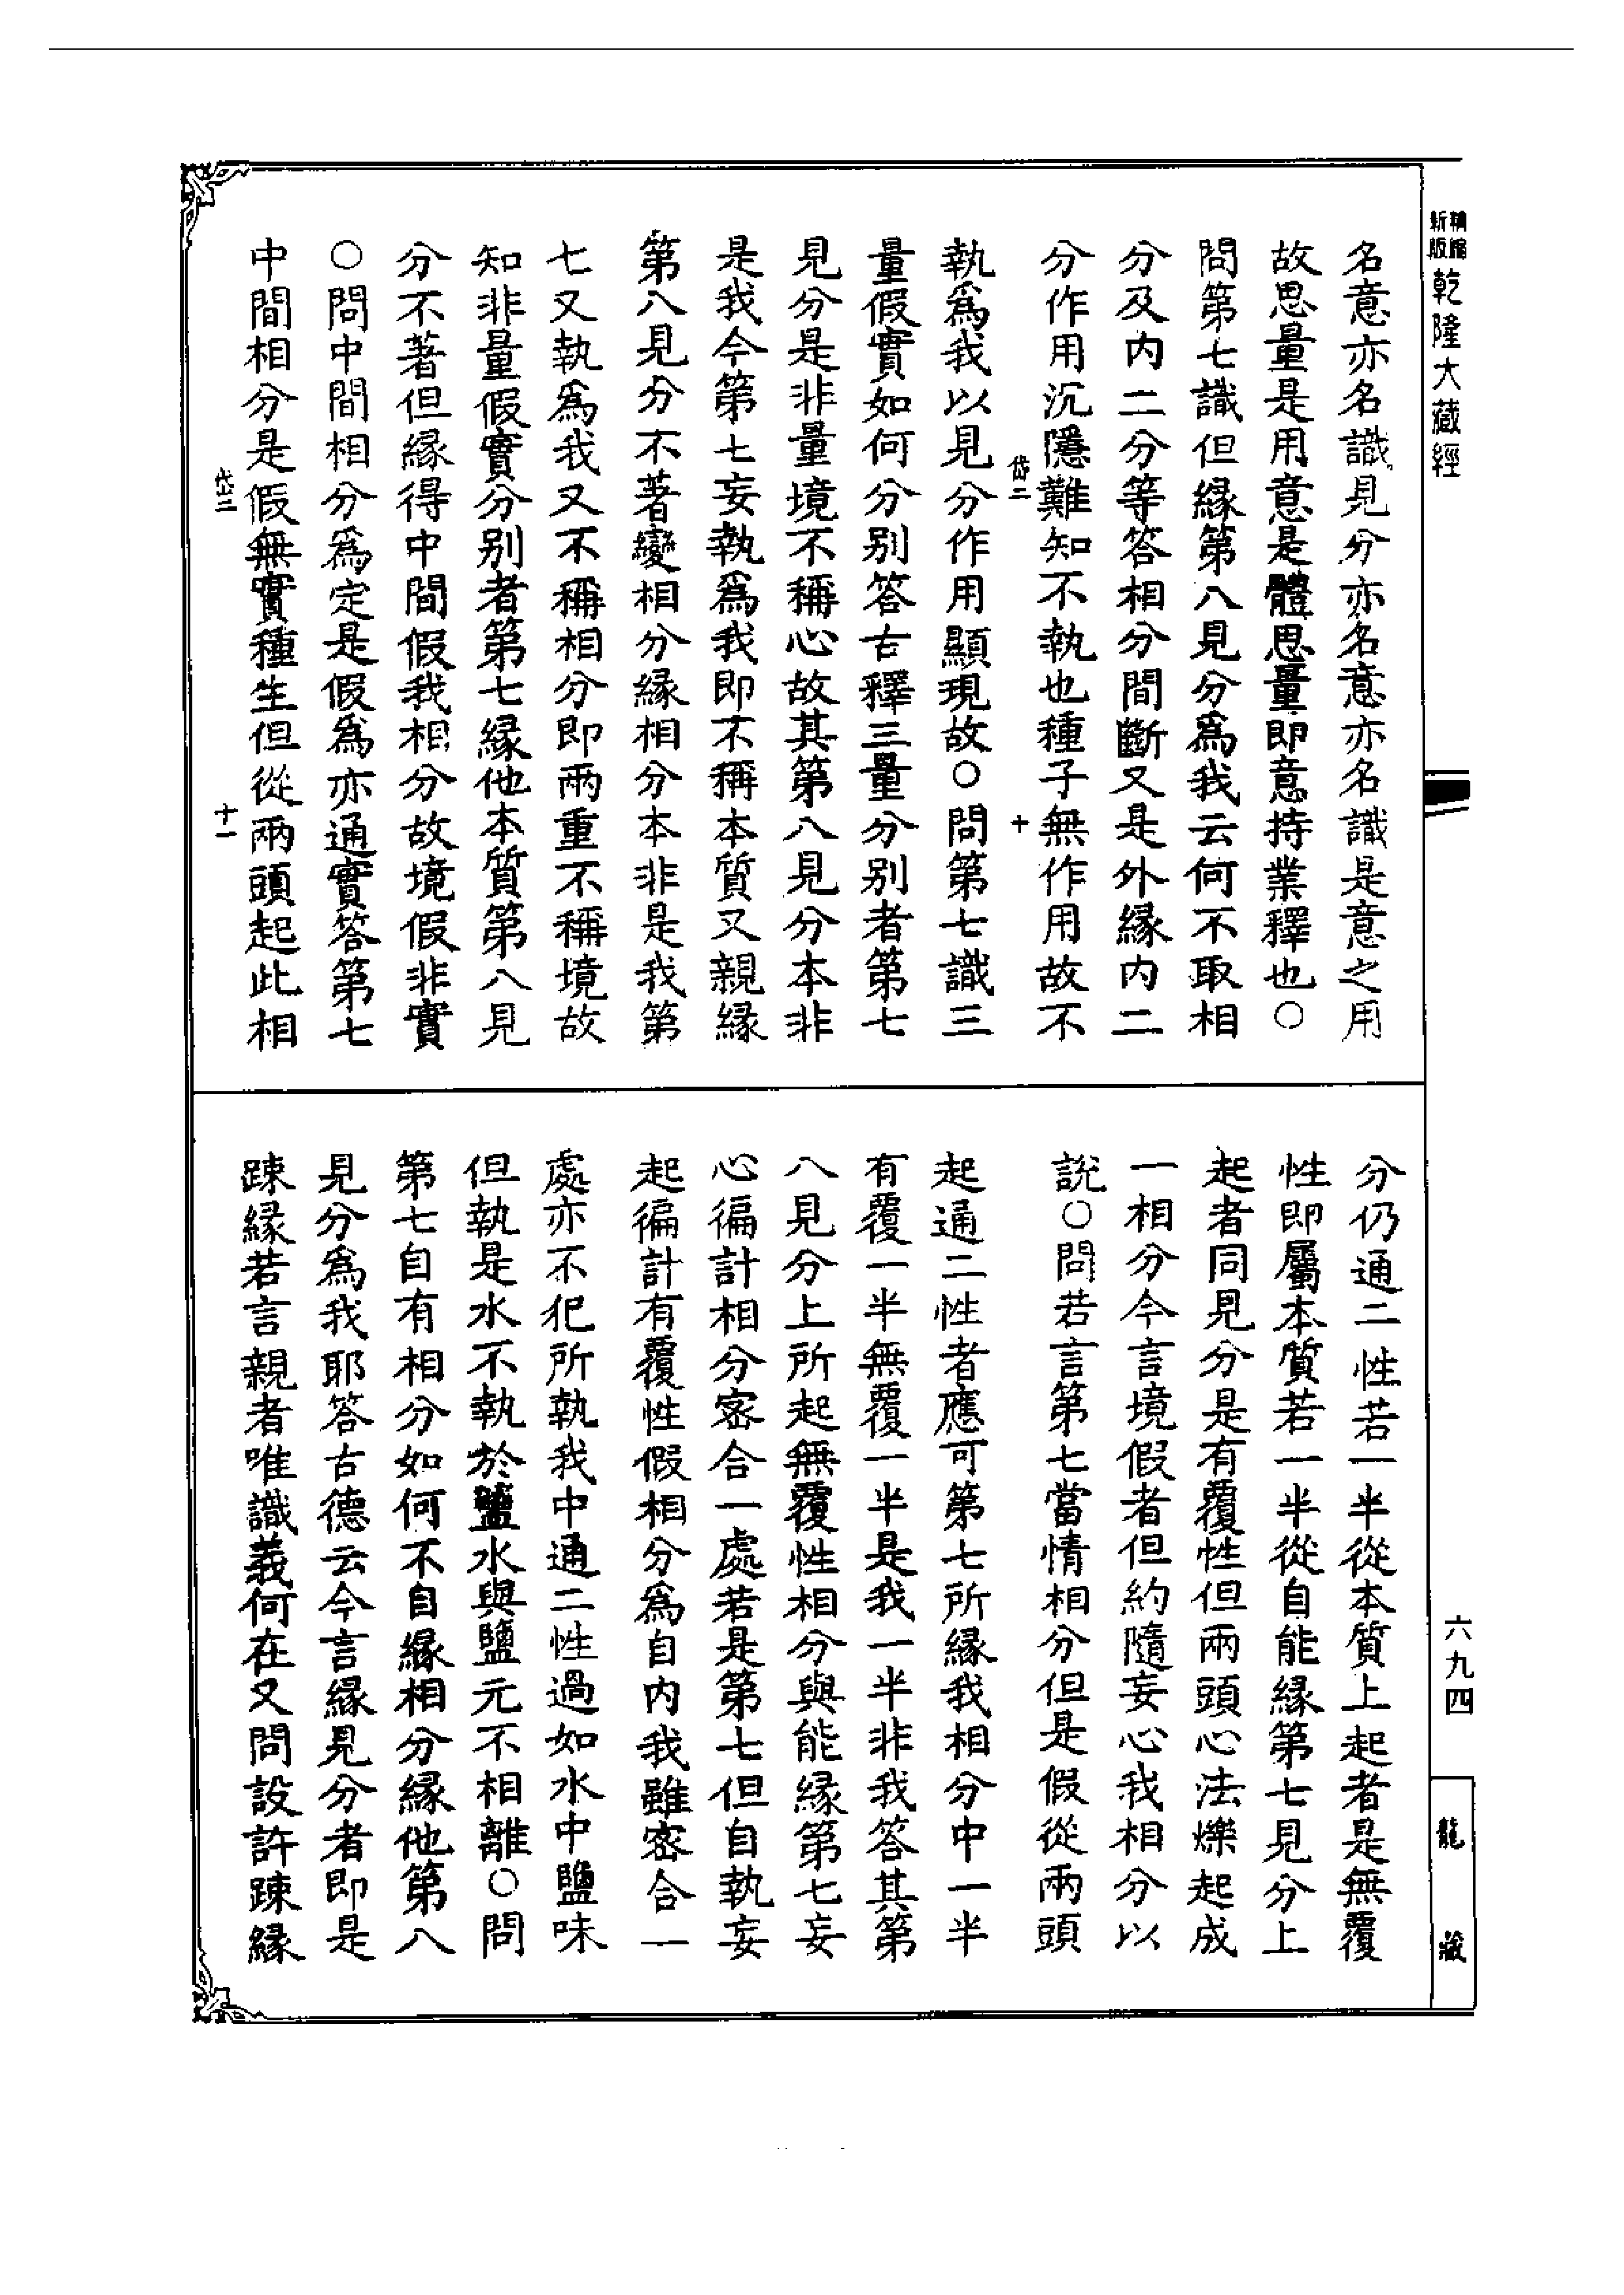 精縮新版乾隆大藏經
名意亦名識見分亦名意亦名識是意之用
故思量是用意是體思量即意持業釋也○
問第七識但緣第八見分爲我云何不取相
分及内二分等答相分間斷又是外緣内二
分作用沉隱難知不執也種子無作用故不
岱二 十
執爲我以見分作用顯現故○問第七識三
量假實如何分别答古釋三量分别者第七
見分是非量境不稱心故其第八見分本非
是我今第七妄執爲我即不稱本質又親緣
第八見分不著變相分緣相分本非是我第
七又執爲我又不稱相分即兩重不稱境故
知非量假實分别者第七緣他本質第八見
分不著但緣得中間假我相分故境假非實
○問中間相分爲定是假爲亦通實答第七
中間相分是假無實種生但從兩頭起此相
岱三 十一
分仍通二性若一半從本質上起者是無覆
性即屬本質若一半從自能緣第七見分上
起者同見分是有覆性但兩頭心法爍起成
一相分今言境假者但約隨妄心我相分以
說○問若言第七當情相分但是假從兩頭
起通二性者應可第七所緣我相分中一半
有覆一半無覆一半是我一半非我答其第
八見分上所起無覆性相分與能緣第七妄
心徧計相分密合一處若是第七但自執妄
起徧計有覆性假相分爲自内我雖密合一
處亦不犯所執我中通二性過如水中鹽味
但執是水不執於鹽水與鹽元不相離○問
第七自有相分如何不自緣相分緣他第八
見分爲我耶答古德云今言緣見分者即是
踈緣若言親者唯識義何在又問設許踈緣
六九四
龍藏